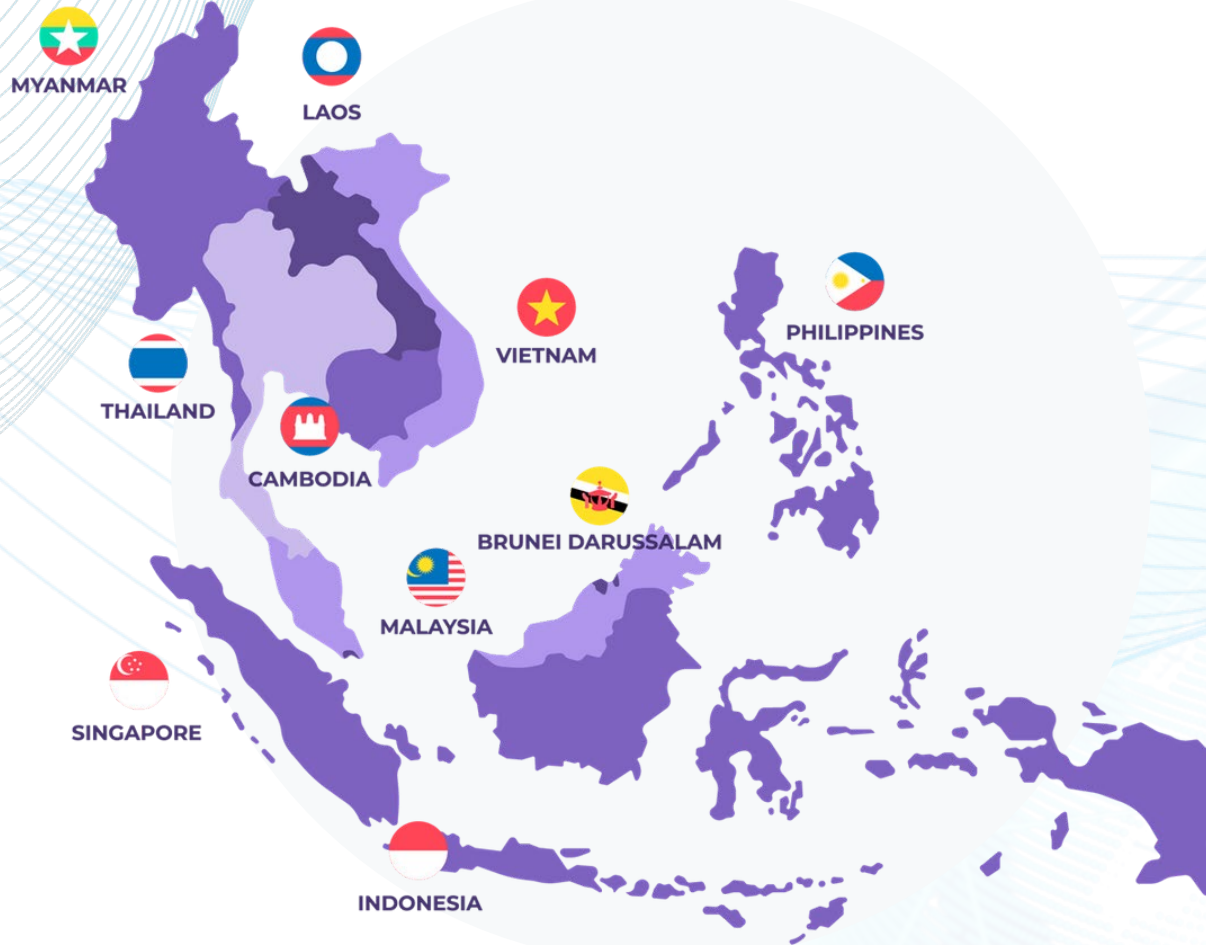 MYANMAR
LAOS
PHILIPPINES
VIETNAM
THAILAND
CAMBODIA
BRUNEI DARUSSALAM
MALAYSIA
SINGAPORE
INDONESIA